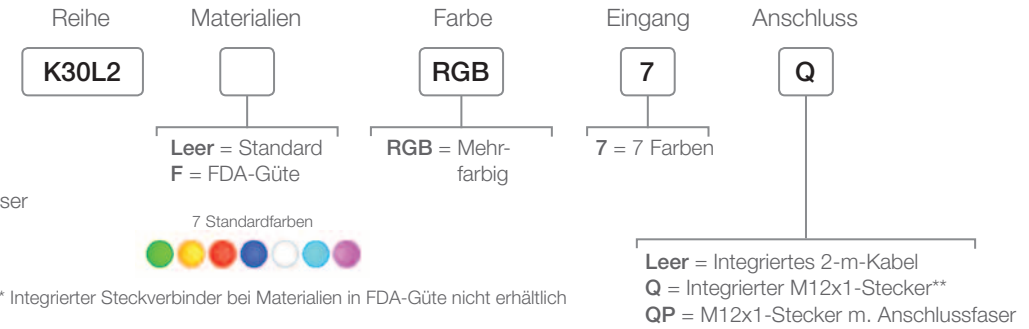 Reihe Materialien Farbe Eingang Anschluss
K30L2 RGB 7 Q
Leer = Standard
F = FDA-Güte
RGB = Mehr-
farbig
7 = 7 Farben
ser
7 Standardfarben
Leer = Integriertes 2-m-Kabel
Q = Integrierter M12x1-Stecker**
QP = M12x1-Stecker m. Anschlussfaser
* Integrierter Steckverbinder bei Materialien in FDA-Güte nicht erhältlich